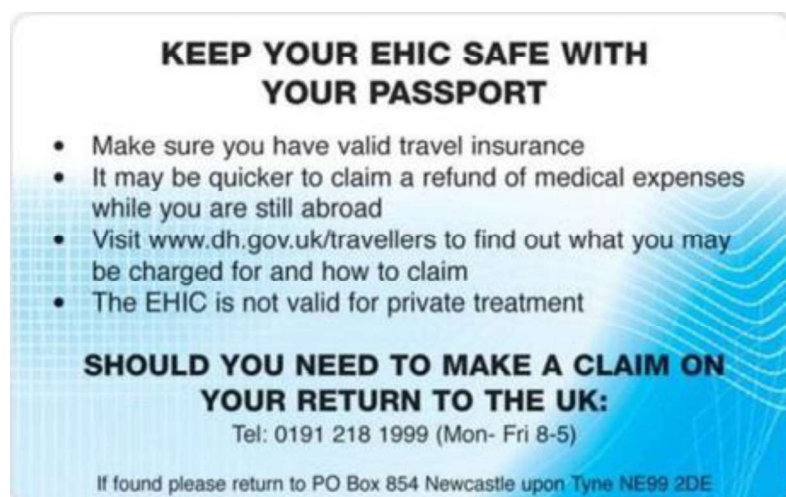 KEEP YOUR EHIC SAFE WITH
YOUR PASSPORT
• Make sure you have valid travel insurance
• It may be quicker to claim a refund of medical expenses
while you are still abroad
• Visit www.dh.gov.uk/travellers to find out what you may
be charged for and how to claim
• The EHIC is not valid for private treatment
SHOULD YOU NEED TO MAKE A CLAIM ON
YOUR RETURN TO THE UK:
Tel: 0191 218 1999 (Mon- Fri 8-5)
If found please return to PO Box 854 Newcastle upon Tyne NE99 2DE